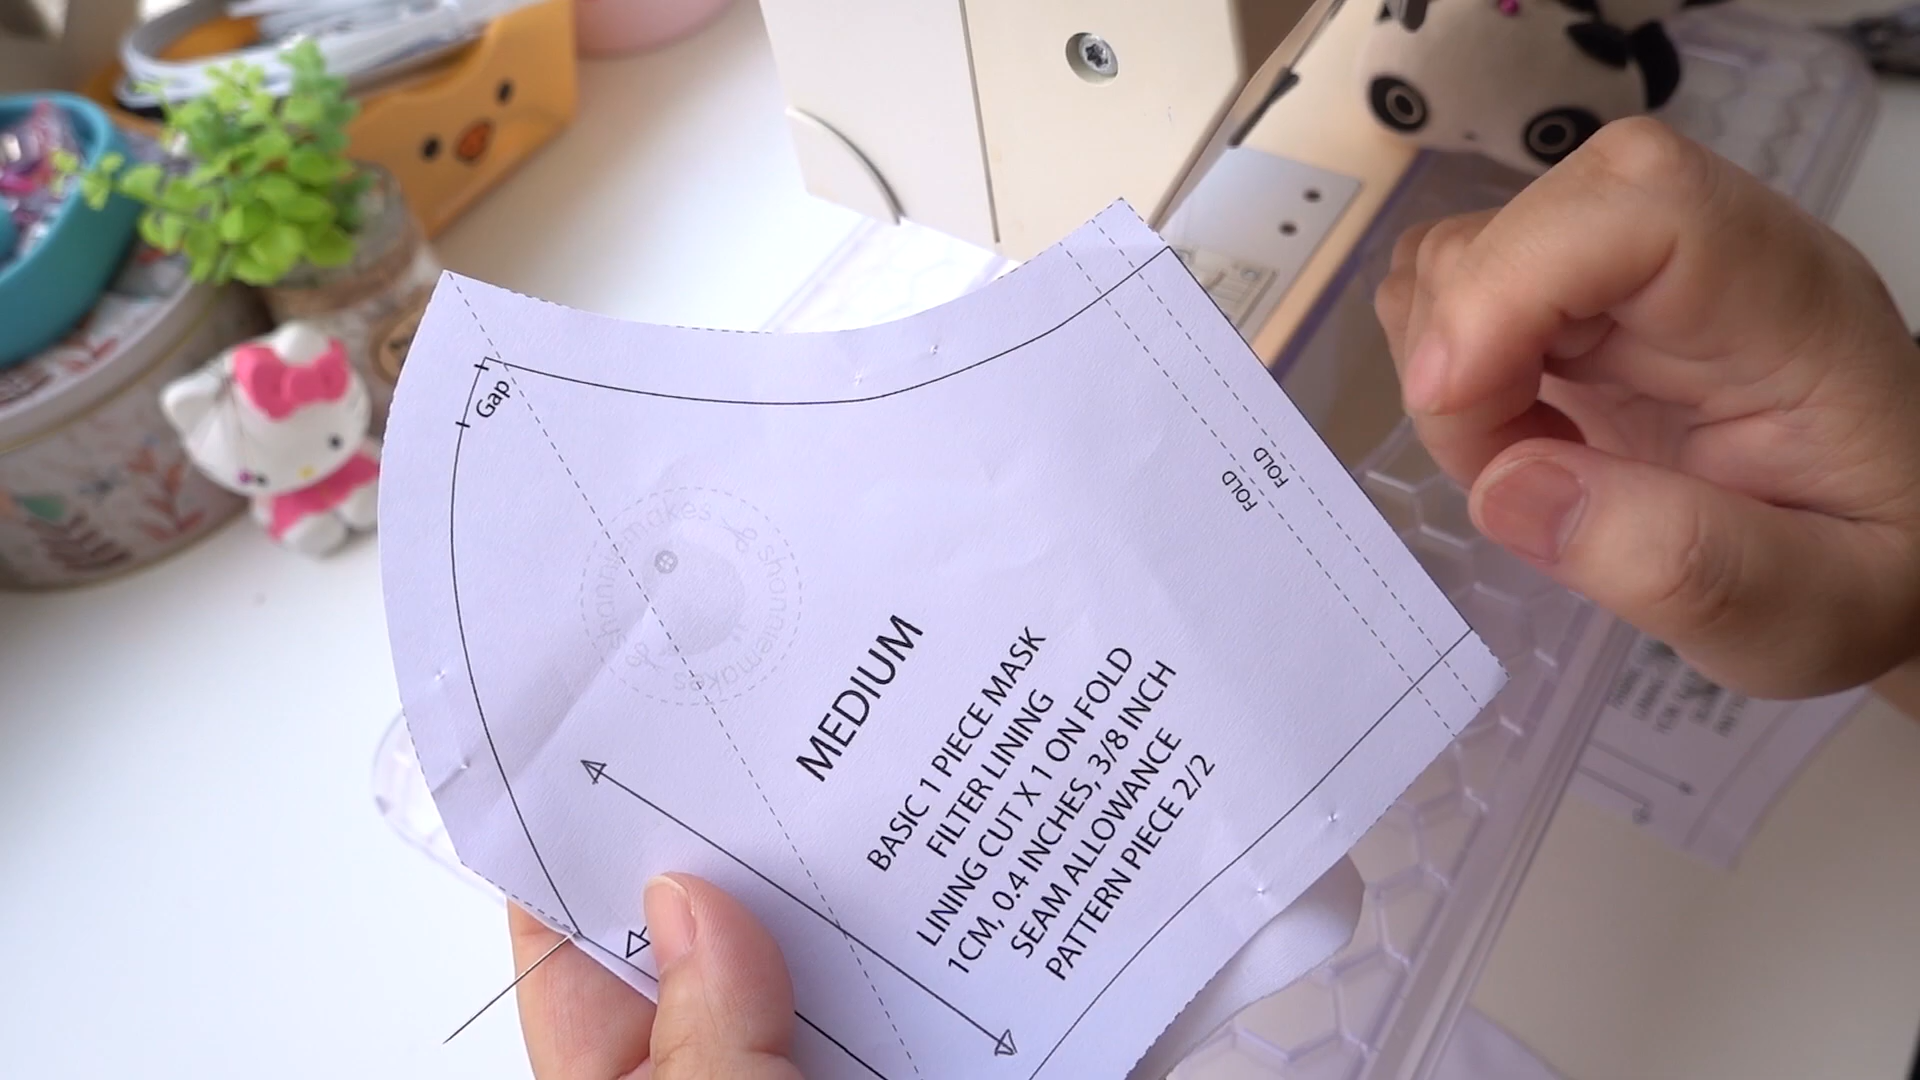 Gap
FOLD
FOLD
shanniemakes
shanniemakes
MEDIUM
BASIC 1 PIECE MASK
FILTER LINING
LINING CUT X 1 ON FOLD
1CM, 0.4 INCHES, 3/8 INCH
SEAM ALLOWANCE
PATTERN PIECE 2/2